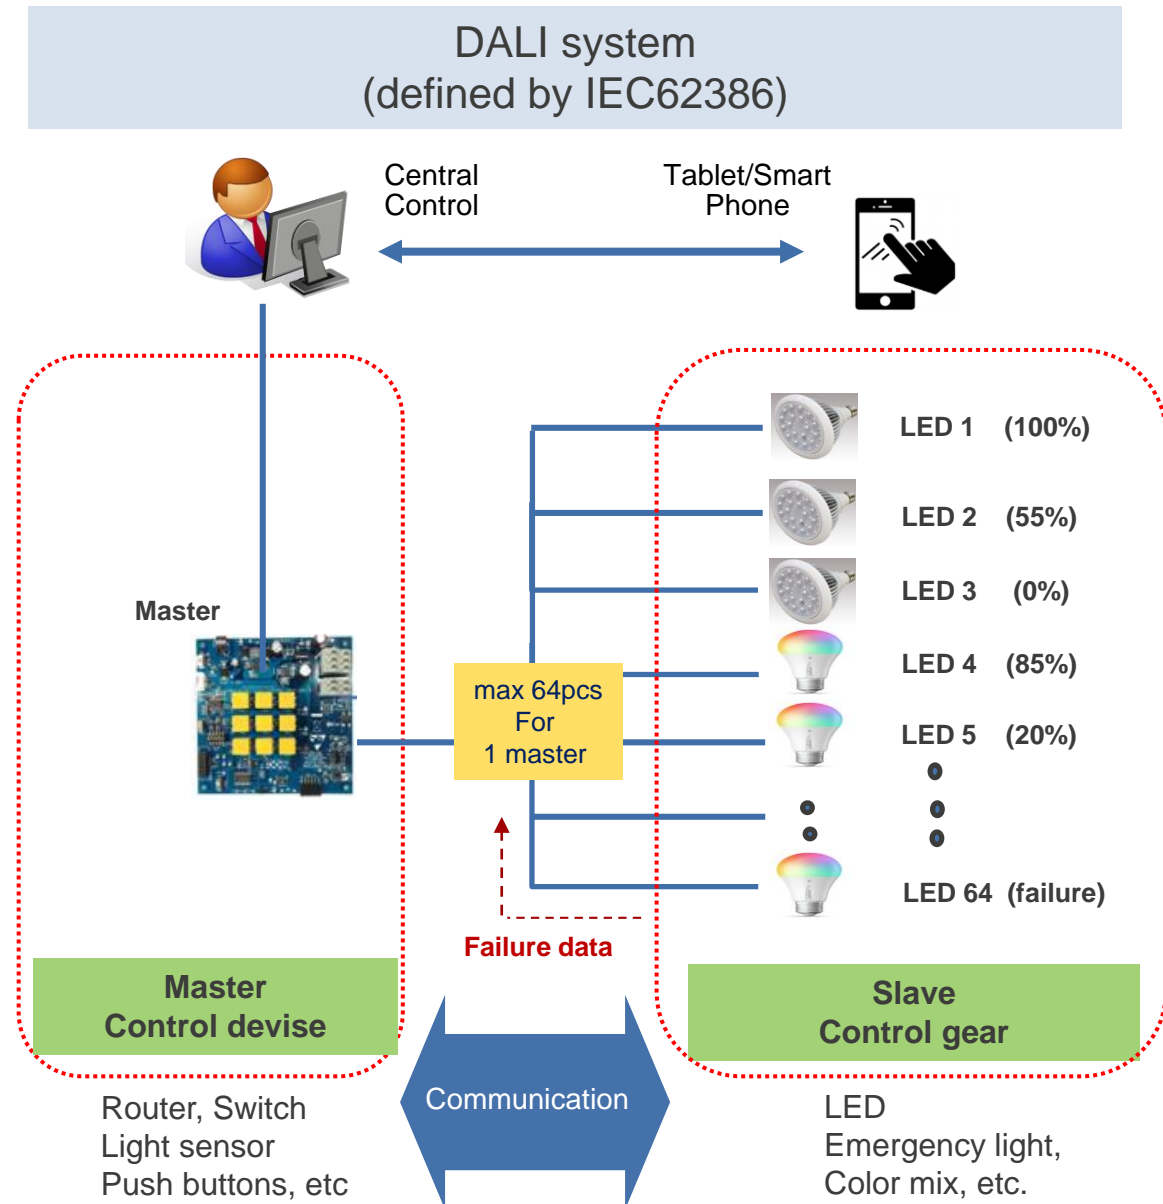 DALI system
(defined by IEC62386)
Central
Control
Tablet/Smart
Phone
LED 1 (100%)
LED 2 (55%)
LED 3 (0%)
Master
LED 4 (85%)
max 64pcs
For
1 master
LED 5 (20%)
LED 64 (failure)
Failure data
Master
Control devise
Slave
Control gear
Communication
Router, Switch
Light sensor
Push buttons, etc
LED
Emergency light,
Color mix, etc.